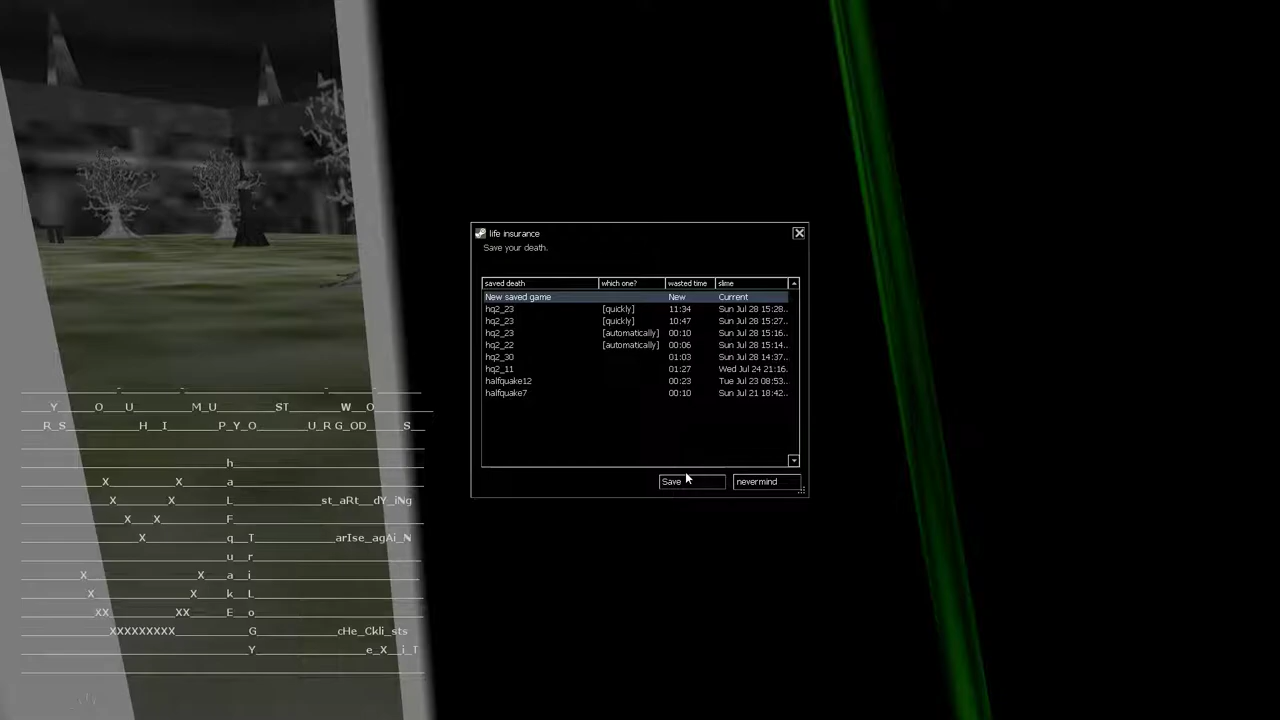 life insurance
Save your death.
saved death which one? wasted time slime
New saved game New Current
hq2_23 [quickly] 11:34 Sun Jul 28 15:28..
hq2_23 [quickly] 10:47 Sun Jul 28 15:27..
hq2_23 [automatically] 00:10 Sun Jul 28 15:16..
hq2_22 [automatically] 00:06 Sun Jul 28 15:14..
hq2_30 01:03 Sun Jul 28 14:37..
hq2_11 01:27 Wed Jul 24 21:16..
halfquake12 00:23 Tue Jul 23 08:53..
halfquake7 00:10 Sun Jul 21 18:42..
Save nevermind
____Y_____O__U________M_U________ST_______W__O________
___R_S__________H__I______P_Y_O_______U_R G_OD_____S__
h
X X a
X X L st_aRt__dY_iNg
X X F
X q T arIse_agAi_N
u r
X X a i
X X k L
XX XX E o
XXXXXXXXX G cHe_Ckli_sts
Y e_X__i_T